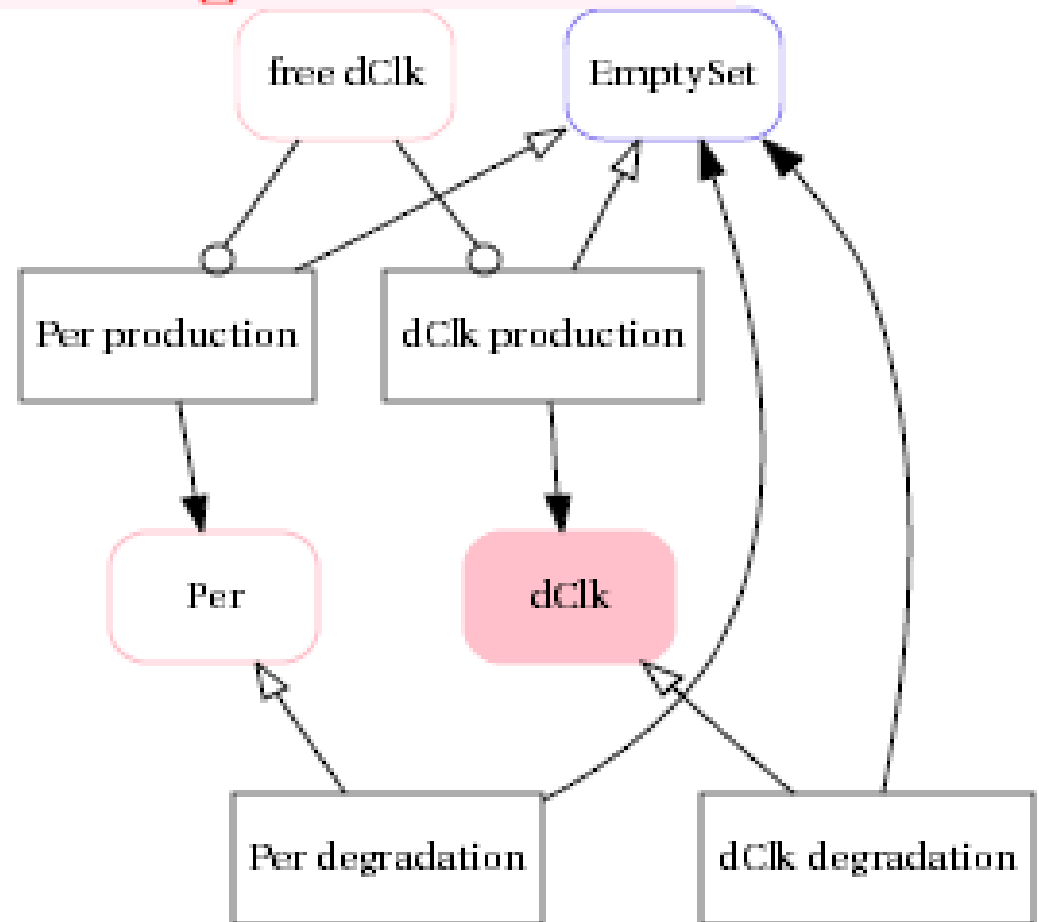 free dClk
EmptySet
Per production
dClk production
Per
dClk
Per degradation
dClk degradation